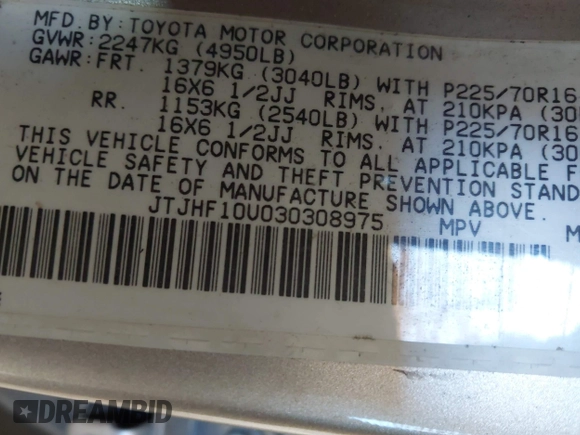 MFD.BY:TOYOTA MOTOR CORPORATION
GVWR:2247KG (4950LB)
GAWR:FRT. 1379KG (3040LB) WITH P225/70R16
16X6 1/2JJ RIMS, AT 210KPA (30
RR. 1153KG (2540LB) WITH P225/70R16
16X6 1/2JJ RIMS, AT 210KPA (30
THIS VEHICLE CONFORMS TO ALL APPLICABLE F
VEHICLE SAFETY AND THEFT PREVENTION STAND
ON THE DATE OF MANUFACTURE SHOWN ABOVE.
JTJHF10U030308975 MPV M
DREAMBID